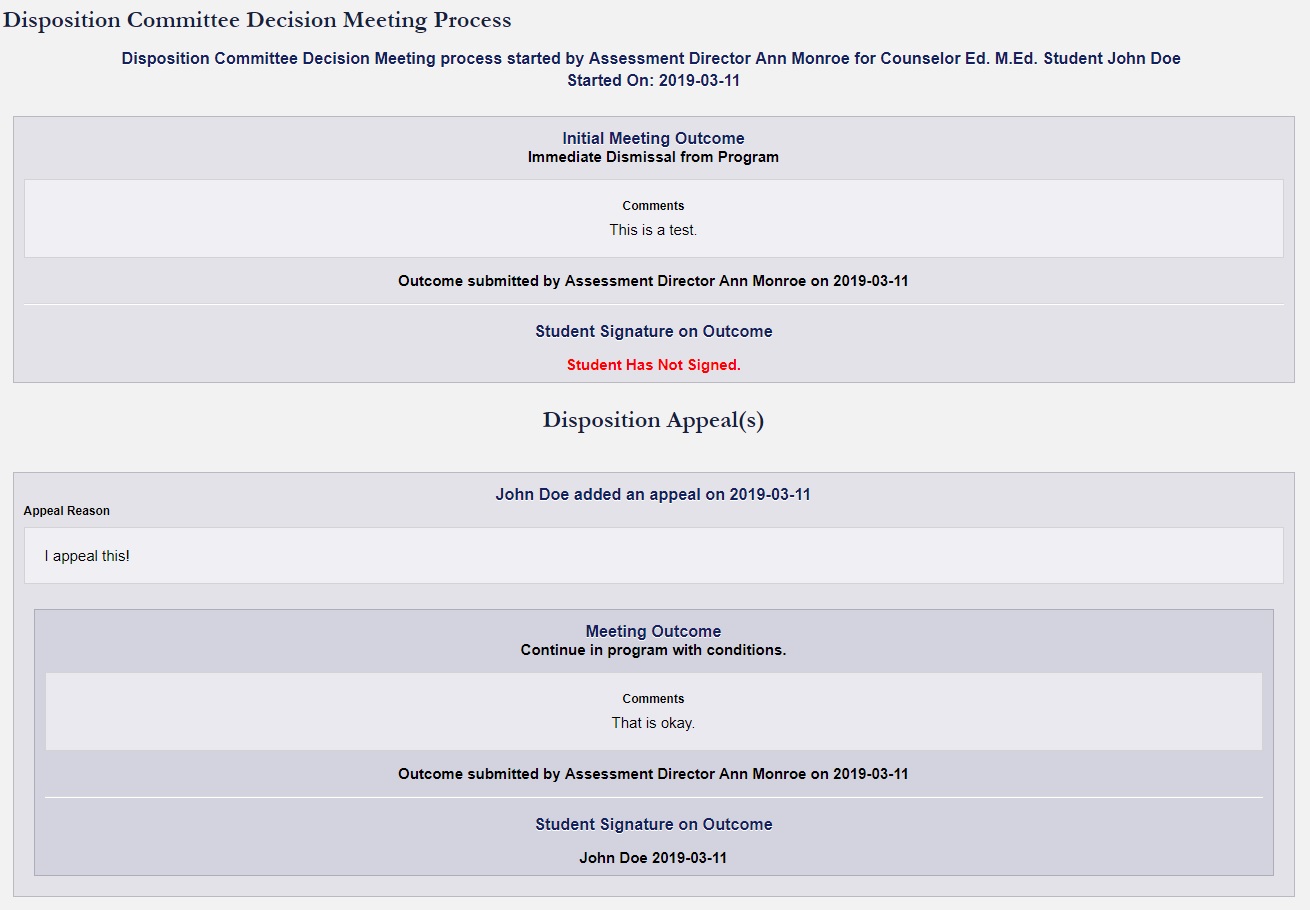 Disposition Committee Decision Meeting Process
Disposition Committee Decision Meeting process started by Assessment Director Ann Monroe for Counselor Ed. M.Ed. Student John Doe
Started On: 2019-03-11
Initial Meeting Outcome
Immediate Dismissal from Program
Comments
This is a test.
Outcome submitted by Assessment Director Ann Monroe on 2019-03-11
Student Signature on Outcome
Student Has Not Signed.
Disposition Appeal(s)
John Doe added an appeal on 2019-03-11
Appeal Reason
I appeal this!
Meeting Outcome
Continue in program with conditions.
Comments
That is okay.
Outcome submitted by Assessment Director Ann Monroe on 2019-03-11
Student Signature on Outcome
John Doe 2019-03-11